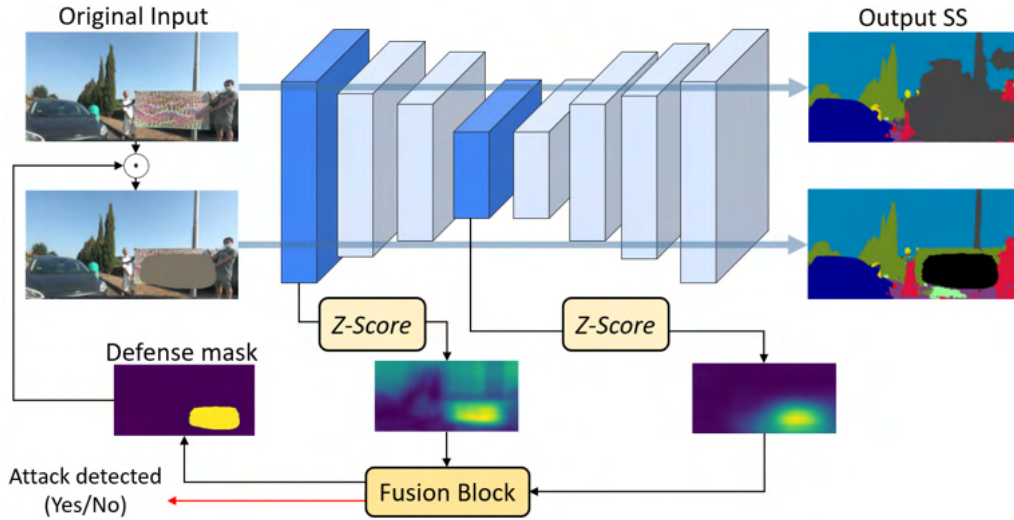 Original Input
Output SS
Z-Score
Z-Score
Defense mask
Fusion Block
Attack detected
(Yes/No)